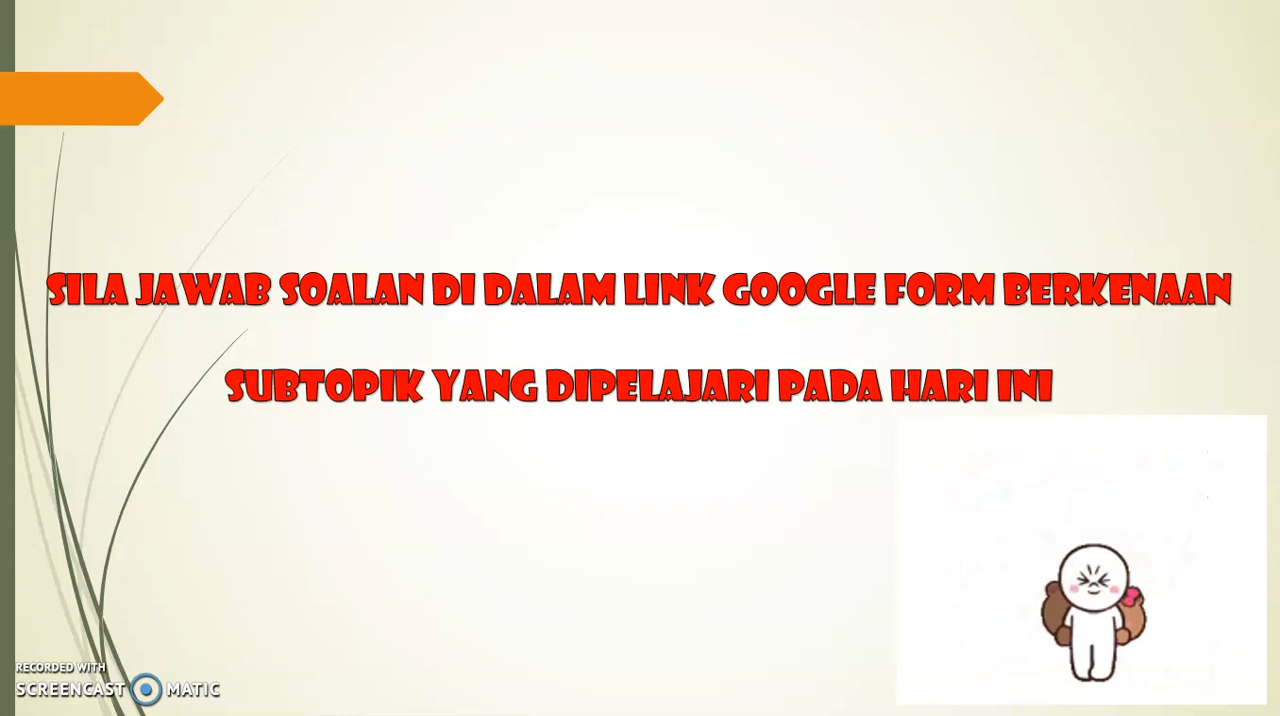 SILA JAWAB SOALAN DI DALAM LINK GOOGLE FORM BERKENAAN
SUBTOPIK YANG DIPELAJARI PADA HARI INI
RECORDED WITH
SCREENCAST MATIC